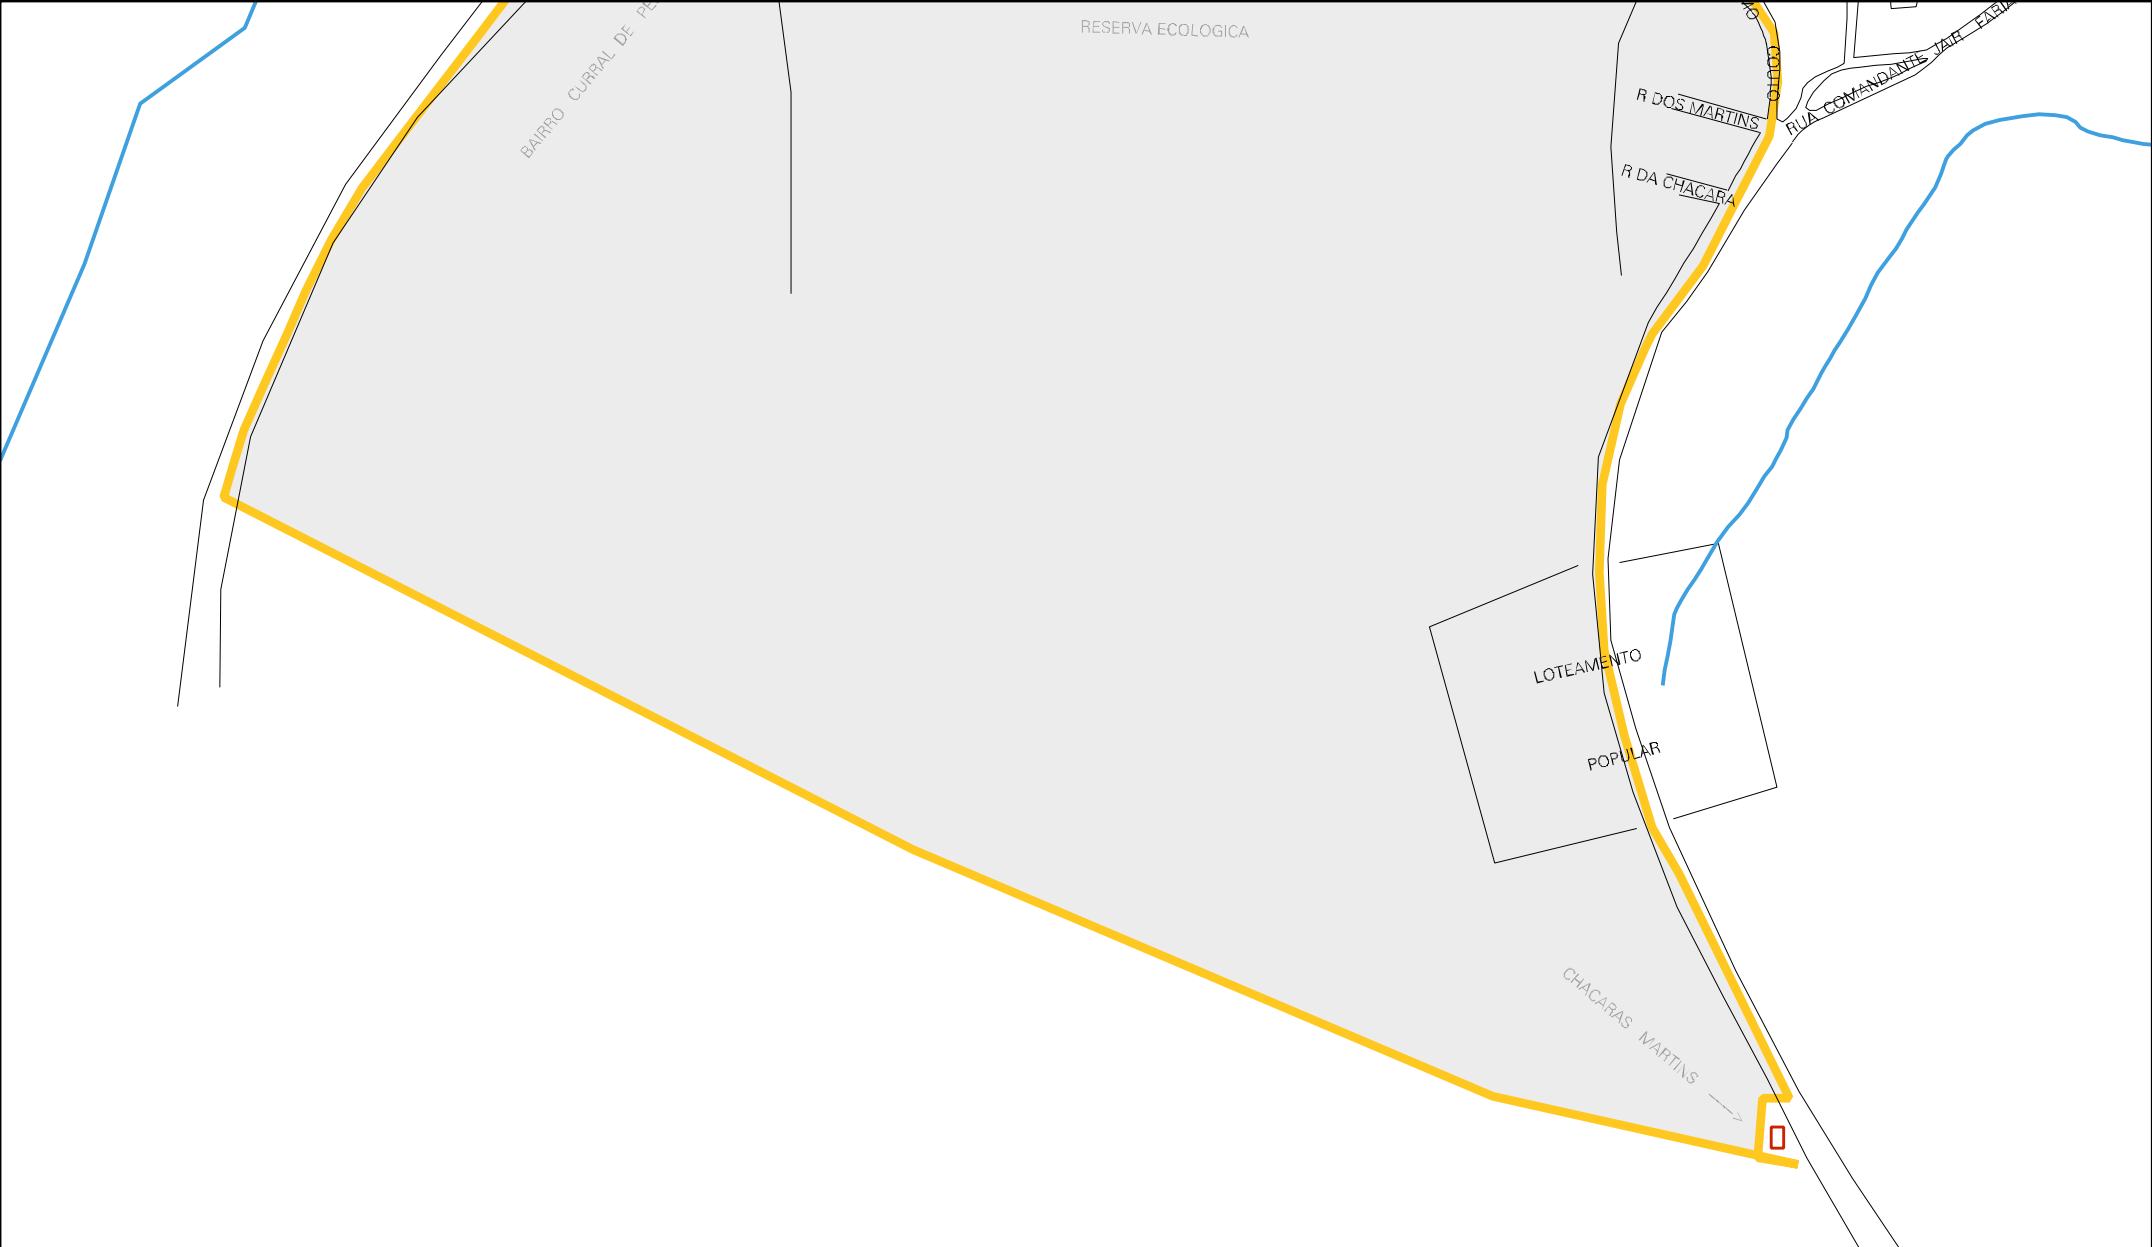 BAIRRO CURRAL DE
RESERVA ECOLOGICA
COUTO
RUA COMANDANTE JAIR FARIA
R DOS MARTINS
R DA CHACARA
LOTEAMENTO
POPULAR
CHACARAS MARTINS